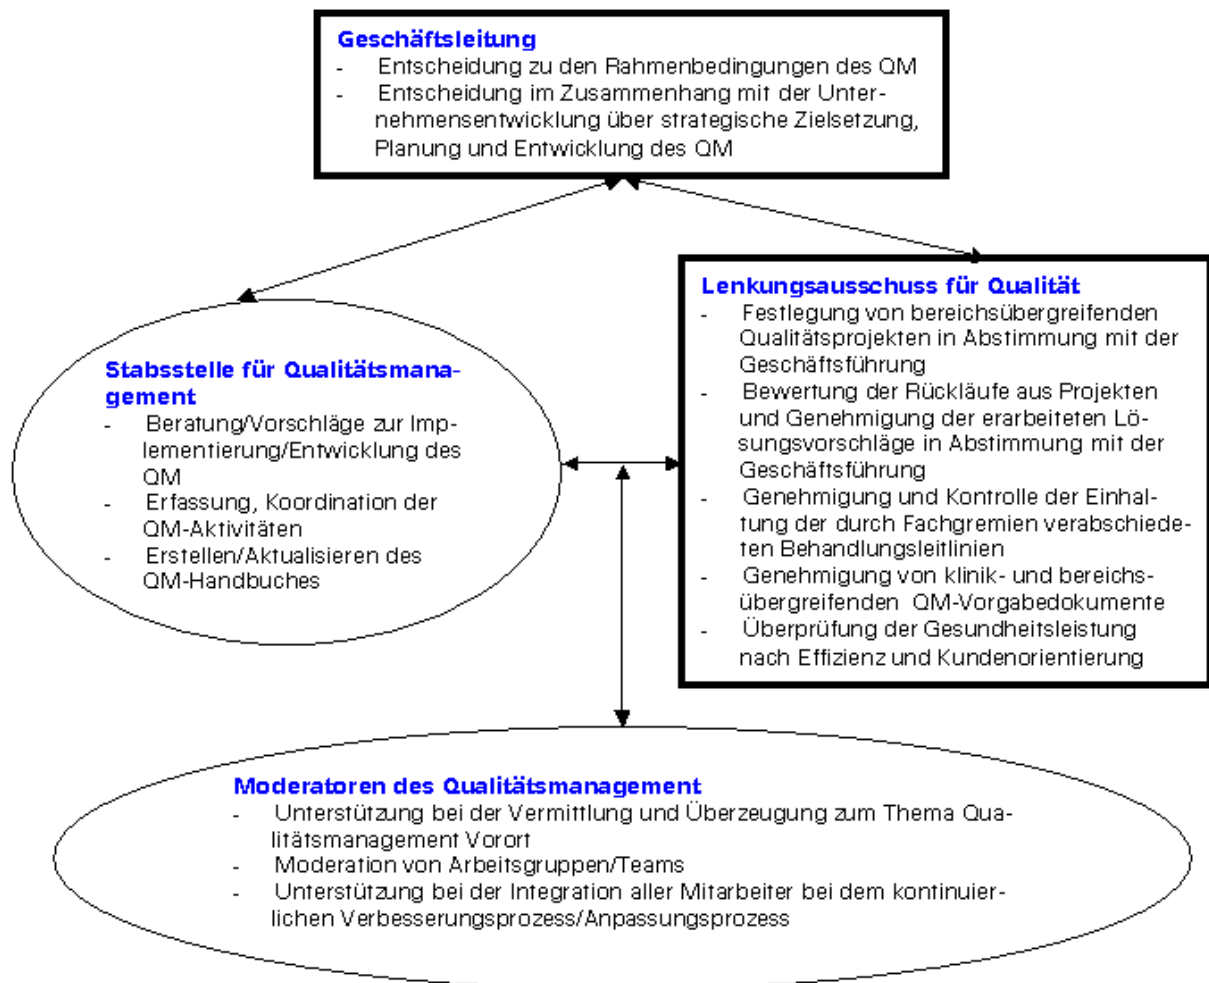 Geschäftsleitung
- Entscheidung zu den Rahmenbedingungen des QM
- Entscheidung im Zusammenhang mit der Unter-
nehmensentwicklung über strategische Zielsetzung,
Planung und Entwicklung des QM
Stabsstelle für Qualitätsmana-
gement
- Beratung/Vorschläge zur Imp-
lementierung/Entwicklung des
QM
- Erfassung, Koordination der
QM-Aktivitäten
- Erstellen/Aktualisieren des
QM-Handbuches
Lenkungsausschuss für Qualität
- Festlegung von bereichsübergreifenden
Qualitätsprojekten in Abstimmung mit der
Geschäftsführung
- Bewertung der Rückläufe aus Projekten
und Genehmigung der erarbeiteten Lö-
sungsvorschläge in Abstimmung mit der
Geschäftsführung
- Genehmigung und Kontrolle der Einhal-
tung der durch Fachgremien verabschiede-
ten Behandlungsleitlinien
- Genehmigung von klinik- und bereichs-
übergreifenden QM-Vorgabedokumente
- Überprüfung der Gesundheitsleistung
nach Effizienz und Kundenorientierung
Moderatoren des Qualitätsmanagement
- Unterstützung bei der Vermittlung und Überzeugung zum Thema Qua-
litätsmanagement Vorort
- Moderation von Arbeitsgruppen/Teams
- Unterstützung bei der Integration aller Mitarbeiter bei dem kontinuier-
lichen Verbesserungsprozess/Anpassungsprozess